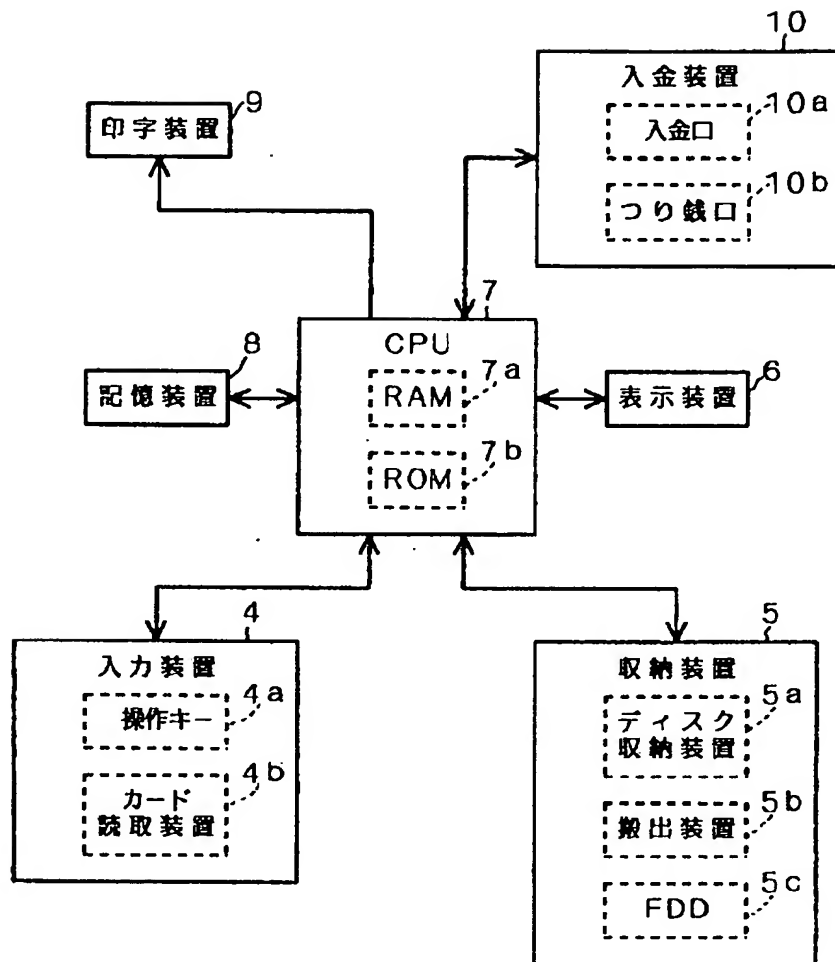 10
入金装置
10a
入金口
10b
つり銭口
9
印字装置
7
CPU
7a
RAM
7b
ROM
8
記憶装置
6
表示装置
4
入力装置
4a
操作キー
4b
カード
読取装置
5
収納装置
5a
ディスク
収納装置
5b
搬出装置
5c
FDD